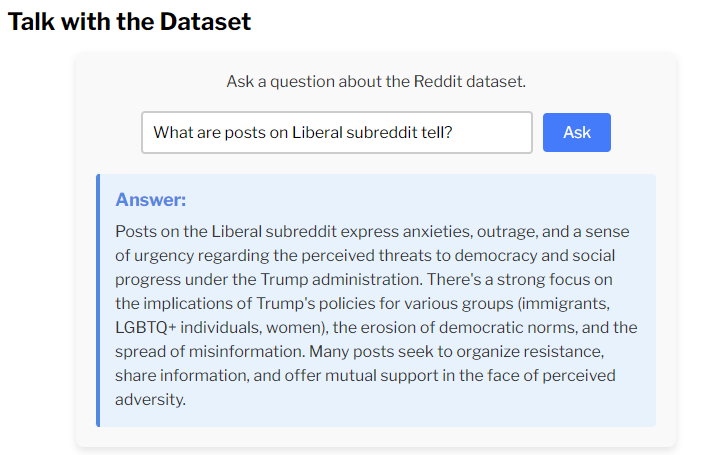 Talk with the Dataset
Ask a question about the Reddit dataset.
What are posts on Liberal subreddit tell?
Ask
Answer:
Posts on the Liberal subreddit express anxieties, outrage, and a sense
of urgency regarding the perceived threats to democracy and social
progress under the Trump administration. There's a strong focus on
the implications of Trump's policies for various groups (immigrants,
LGBTQ+ individuals, women), the erosion of democratic norms, and the
spread of misinformation. Many posts seek to organize resistance,
share information, and offer mutual support in the face of perceived
adversity.